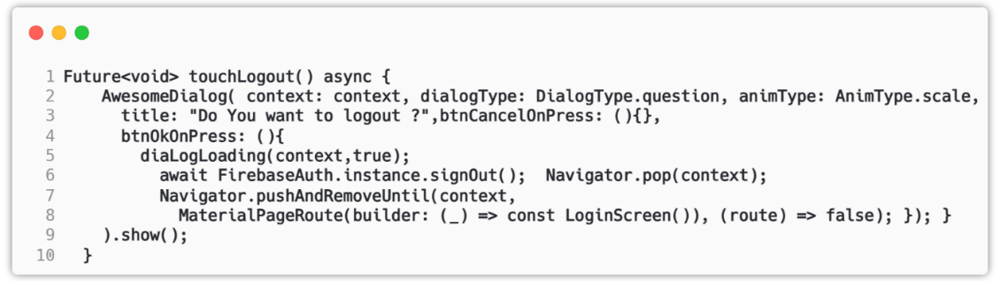 1 Future<void> touchLogout() async {
2 AwesomeDialog( context: context, dialogType: DialogType.question, animType: AnimType.scale,
3 title: "Do You want to logout ?",btnCancelOnPress: (){},
4 btnOkOnPress: (){
5 diaLogLoading(context,true);
6 await FirebaseAuth.instance.signOut();  Navigator.pop(context);
7 Navigator.pushAndRemoveUntil(context,
8 MaterialPageRoute(builder: (_) => const LoginScreen()), (route) => false); }); }
9 ).show();
10 }